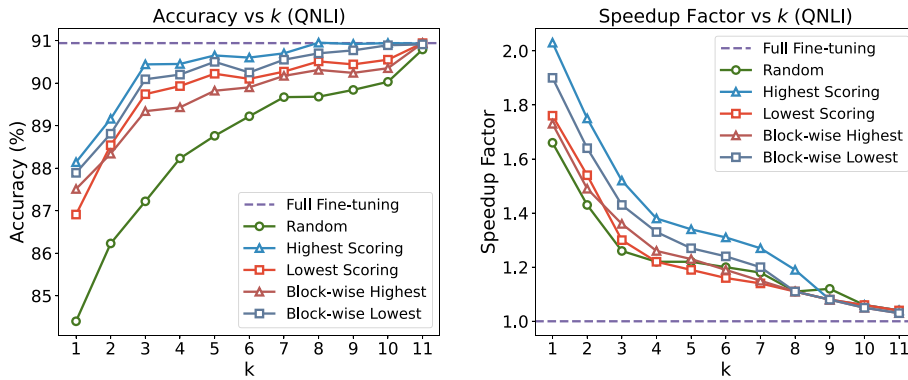 Accuracy vs k (QNLI)
Accuracy (%)
91
90
89
88
87
86
85
Full Fine-tuning
Random
Highest Scoring
Lowest Scoring
Block-wise Highest
Block-wise Lowest
1 2 3 4 5 6 7 8 9 10 11
k
Speedup Factor vs k (QNLI)
Speedup Factor
2.0
1.8
1.6
1.4
1.2
1.0
Full Fine-tuning
Random
Highest Scoring
Lowest Scoring
Block-wise Highest
Block-wise Lowest
1 2 3 4 5 6 7 8 9 10 11
k